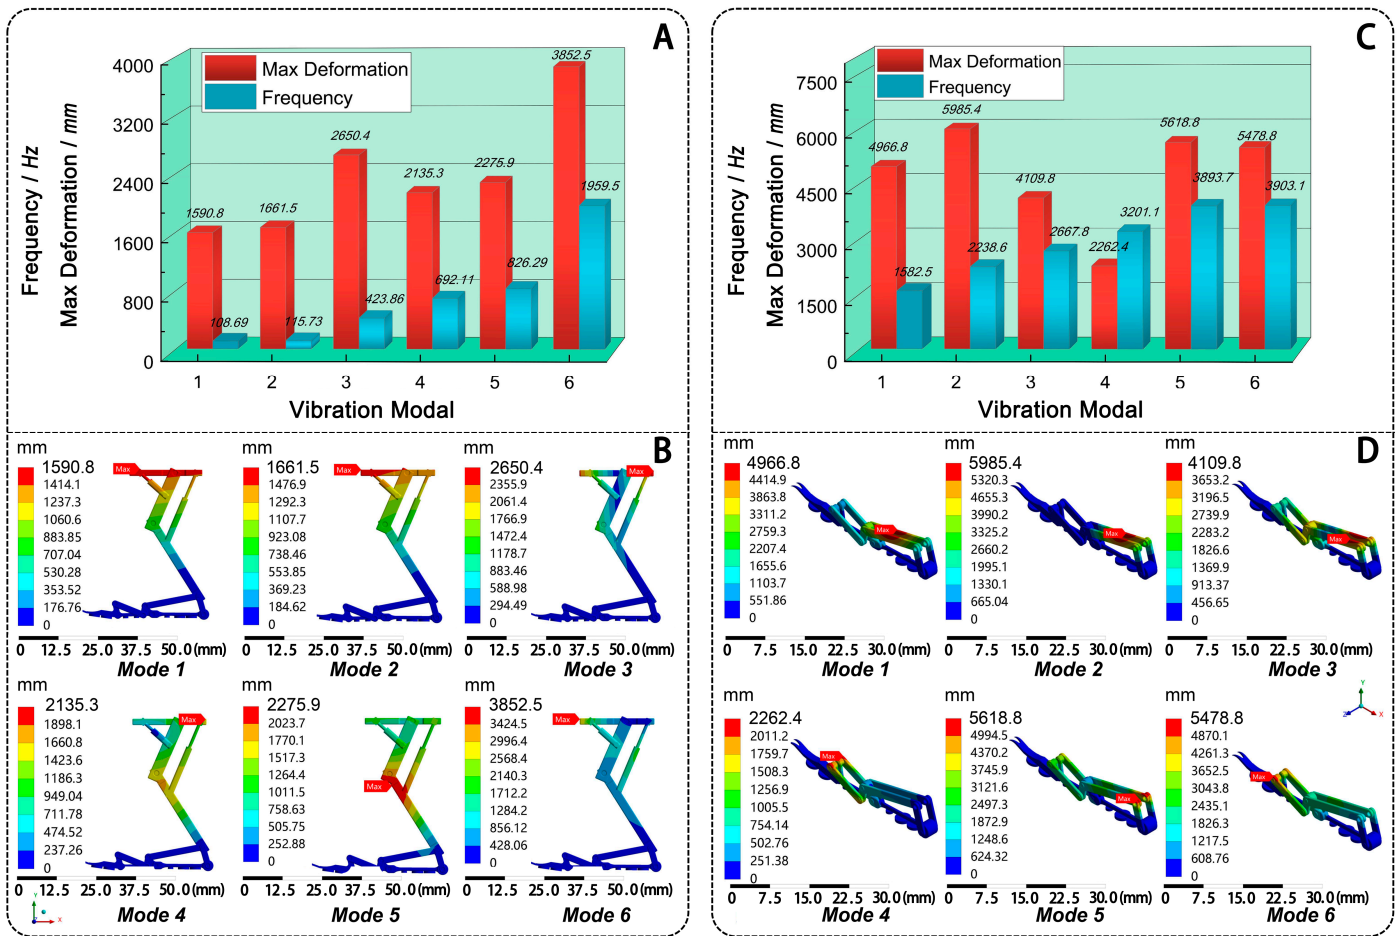 A
Frequency / Hz
Max Deformation / mm
4000
3200
2400
1600
800
0
Max Deformation
Frequency
1590.8
108.69
1661.5
115.73
2650.4
423.86
2135.3
692.11
2275.9
826.29
3852.5
1959.5
1 2 3 4 5 6
Vibration Modal
C
Frequency / Hz
Max Deformation / mm
7500
6000
4500
3000
1500
0
Max Deformation
Frequency
4966.8
1582.5
5985.4
2238.6
4109.8
2667.8
2262.4
3201.1
5618.8
3893.7
5478.8
3903.1
1 2 3 4 5 6
Vibration Modal
B
mm
1590.8
1414.1
1237.3
1060.6
883.85
707.04
530.28
353.52
176.76
0
Max
0 12.5 25.0 37.5 50.0 (mm)
Mode 1
mm
1661.5
1476.9
1292.3
1107.7
923.08
738.46
553.85
369.23
184.62
0
Max
0 12.5 25.0 37.5 50.0 (mm)
Mode 2
mm
2650.4
2355.9
2061.4
1766.9
1472.4
1178.7
883.46
588.98
294.49
0
Max
0 12.5 25.0 37.5 50.0 (mm)
Mode 3
mm
2135.3
1898.1
1660.8
1423.6
1186.3
949.04
711.78
474.52
237.26
0
Max
0 12.5 25.0 37.5 50.0 (mm)
Mode 4
Y
Z
X
mm
2275.9
2023.7
1770.1
1517.3
1264.4
1011.5
758.63
505.75
252.88
0
Max
0 12.5 25.0 37.5 50.0 (mm)
Mode 5
mm
3852.5
3424.5
2996.4
2568.4
2140.3
1712.2
1284.2
856.12
428.06
0
Max
0 12.5 25.0 37.5 50.0 (mm)
Mode 6
D
mm
4966.8
4414.9
3863.8
3311.2
2759.3
2207.4
1655.6
1103.7
551.86
0
Max
0 7.5 15.0 22.5 30.0 (mm)
Mode 1
mm
5985.4
5320.3
4655.3
3990.2
3325.2
2660.2
1995.1
1330.1
665.04
0
Max
0 7.5 15.0 22.5 30.0 (mm)
Mode 2
mm
4109.8
3653.2
3196.5
2739.9
2283.2
1826.6
1369.9
913.37
456.65
0
Max
0 7.5 15.0 22.5 30.0 (mm)
Mode 3
Y
Z
X
mm
2262.4
2011.2
1759.7
1508.3
1256.9
1005.5
754.14
502.76
251.38
0
Max
0 7.5 15.0 22.5 30.0 (mm)
Mode 4
mm
5618.8
4994.5
4370.2
3745.9
3121.6
2497.3
1872.9
1248.6
624.32
0
Max
0 7.5 15.0 22.5 30.0 (mm)
Mode 5
mm
5478.8
4870.1
4261.3
3652.5
3043.8
2435.1
1826.3
1217.5
608.76
0
Max
0 7.5 15.0 22.5 30.0 (mm)
Mode 6